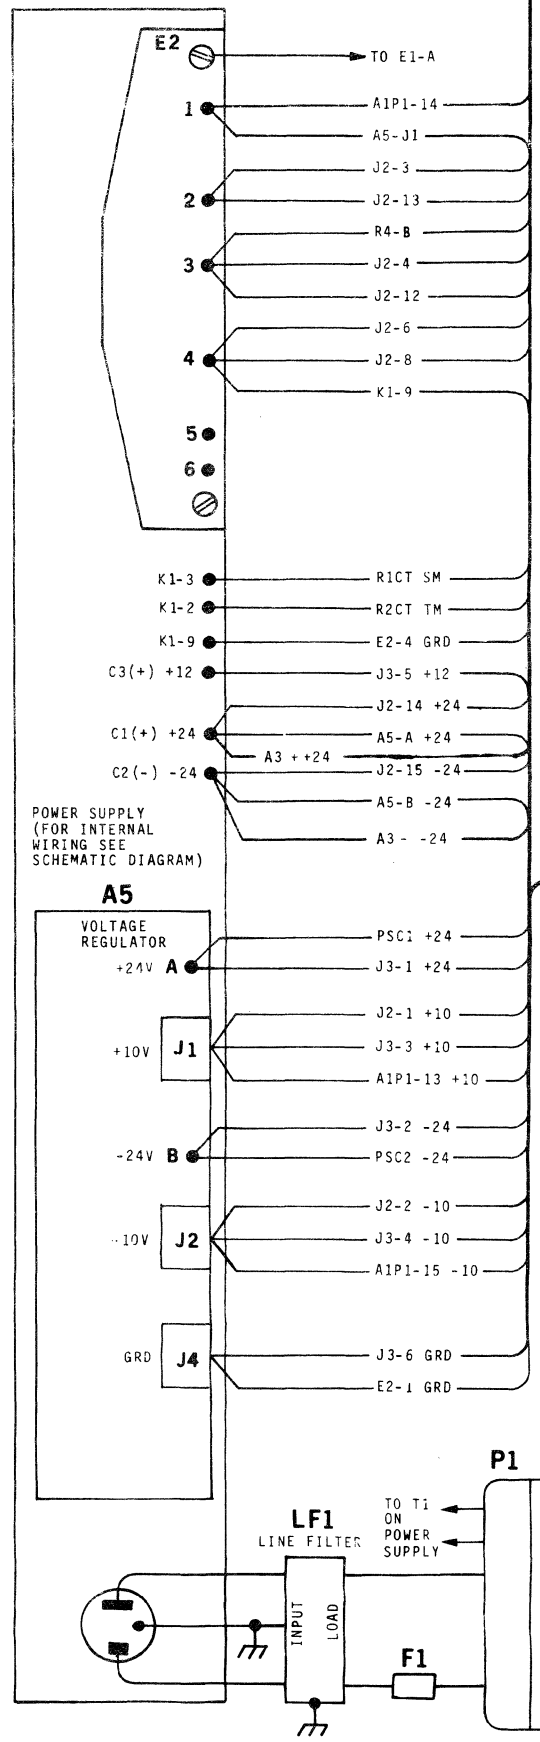 E2
TO E1-A
1
A1P1-14
A5-J1
J2-3
2
J2-13
R4-B
3
J2-4
J2-12
J2-6
4
J2-8
K1-9
5
6
K1-3
R1CT SM
K1-2
R2CT TM
K1-9
E2-4 GRD
C3(+) +12
J3-5 +12
J2-14 +24
C1(+) +24
A5-A +24
A3 + +24
C2(-) -24
J2-15 -24
A5-B -24
A3- -24
POWER SUPPLY
(FOR INTERNAL
WIRING SEE
SCHEMATIC DIAGRAM)
A5
VOLTAGE
REGULATOR
PSC1 +24
+24V A
J3-1 +24
J2-1 +10
+10V J1
J3-3 +10
A1P1-13 +10
J3-2 -24
-24V B
PSC2 -24
J2-2 -10
-10V J2
J3-4 -10
A1P1-15 -10
GRD J4
J3-6 GRD
E2-1 GRD
P1
TO T1
ON
POWER
SUPPLY
LF1
LINE FILTER
INPUT
LOAD
F1